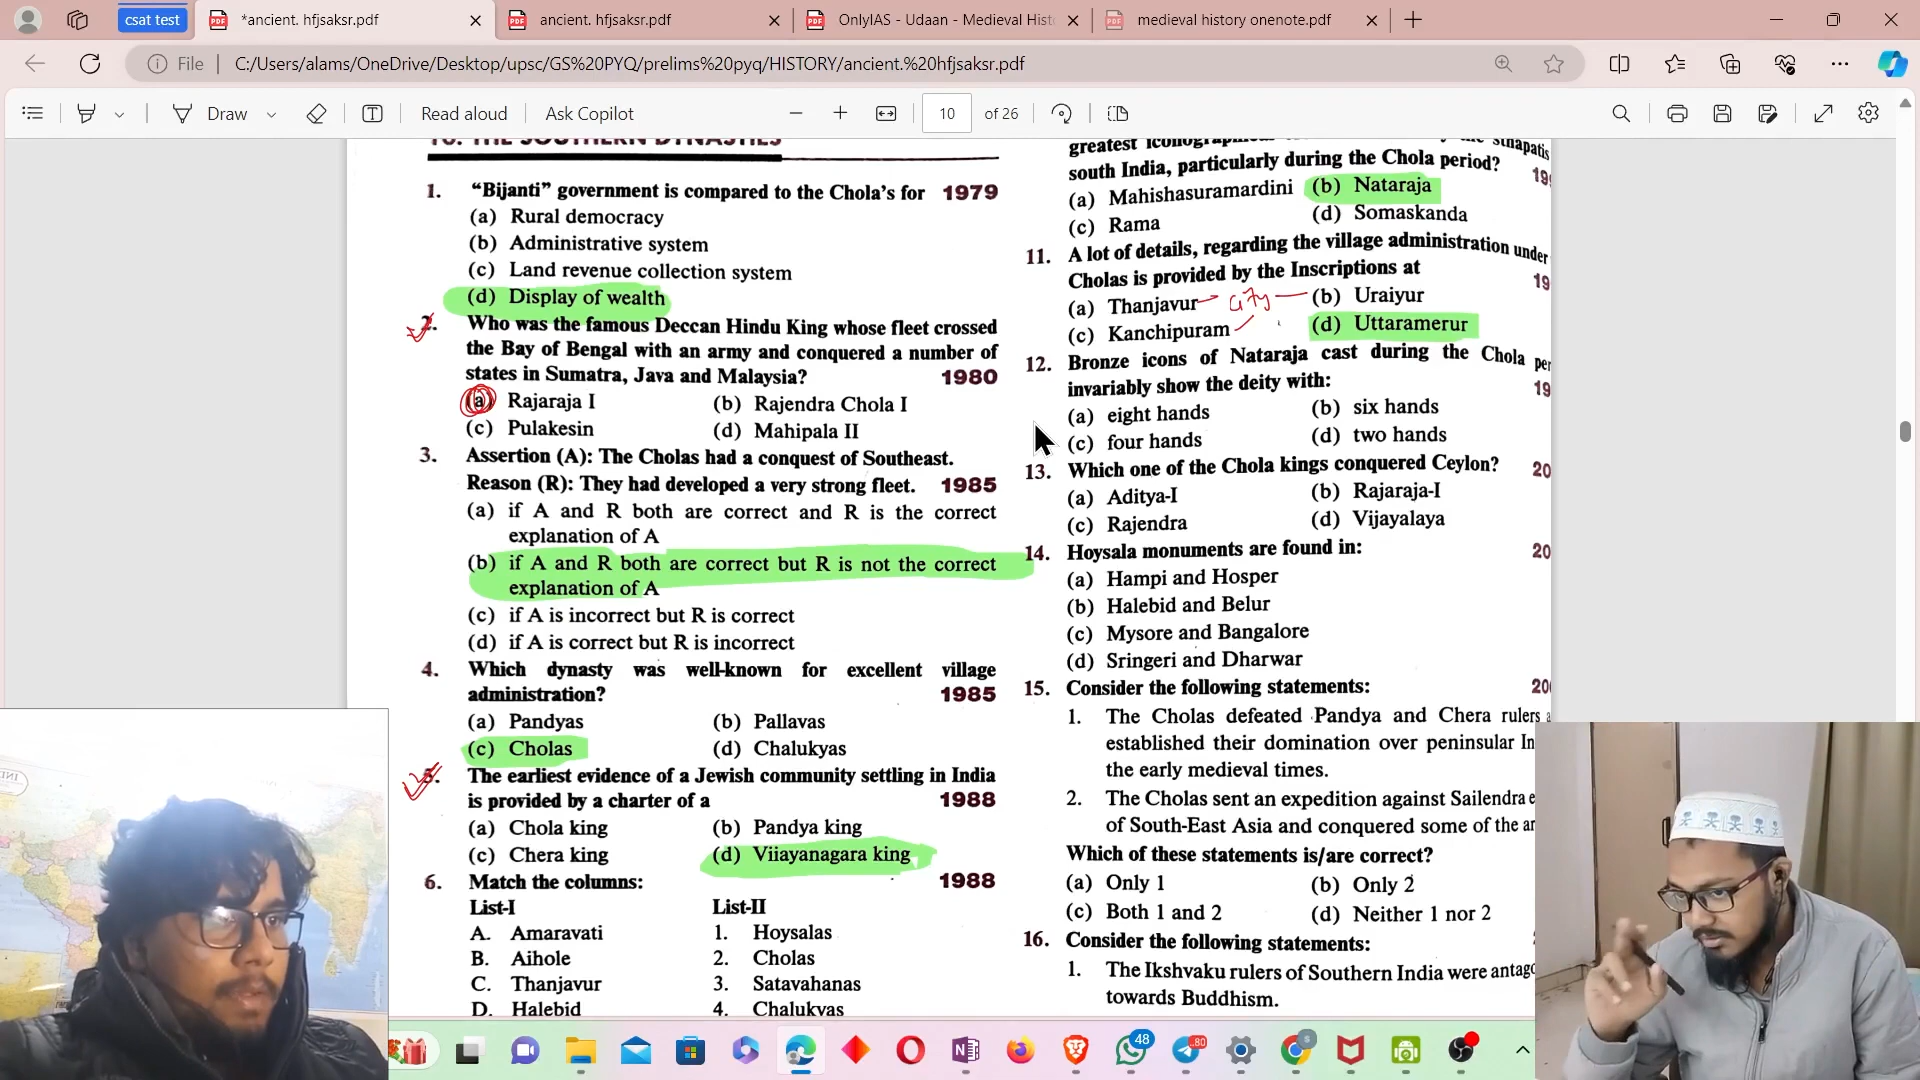 csat test
*ancient. hfjsaksr.pdf
ancient. hfjsaksr.pdf
OnlyIAS - Udaan - Medieval Hist
medieval history onenote.pdf
File
C:/Users/alams/OneDrive/Desktop/upsc/GS%20PYQ/prelims%20pyq/HISTORY/ancient.%20hfjsaksr.pdf
Draw
Read aloud
Ask Copilot
10 of 26
10. THE SOUTHERN DYNASTIES
1. "Bijanti" government is compared to the Chola's for 1979
(a) Rural democracy
(b) Administrative system
(c) Land revenue collection system
(d) Display of wealth
2. Who was the famous Deccan Hindu King whose fleet crossed
the Bay of Bengal with an army and conquered a number of
states in Sumatra, Java and Malaysia? 1980
(a) Rajaraja I (b) Rajendra Chola I
(c) Pulakesin (d) Mahipala II
3. Assertion (A): The Cholas had a conquest of Southeast.
Reason (R): They had developed a very strong fleet. 1985
(a) if A and R both are correct and R is the correct
explanation of A
(b) if A and R both are correct but R is not the correct
explanation of A
(c) if A is incorrect but R is correct
(d) if A is correct but R is incorrect
4. Which dynasty was well-known for excellent village
administration? 1985
(a) Pandyas (b) Pallavas
(c) Cholas (d) Chalukyas
5. The earliest evidence of a Jewish community settling in India
is provided by a charter of a 1988
(a) Chola king (b) Pandya king
(c) Chera king (d) Vijayanagara king
6. Match the columns: 1988
List-I List-II
A. Amaravati 1. Hoysalas
B. Aihole 2. Cholas
C. Thanjavur 3. Satavahanas
D. Halebid 4. Chalukyas
greatest sthapatis
south India, particularly during the Chola period? 19
(a) Mahishasuramardini (b) Nataraja
(c) Rama (d) Somaskanda
11. A lot of details, regarding the village administration under
Cholas is provided by the Inscriptions at 19
(a) Thanjavur city (b) Uraiyur
(c) Kanchipuram (d) Uttaramerur
12. Bronze icons of Nataraja cast during the Chola per
invariably show the deity with: 19
(a) eight hands (b) six hands
(c) four hands (d) two hands
13. Which one of the Chola kings conquered Ceylon? 20
(a) Aditya-I (b) Rajaraja-I
(c) Rajendra (d) Vijayalaya
14. Hoysala monuments are found in: 20
(a) Hampi and Hosper
(b) Halebid and Belur
(c) Mysore and Bangalore
(d) Sringeri and Dharwar
15. Consider the following statements: 20
1. The Cholas defeated Pandya and Chera rulers a
established their domination over peninsular In
the early medieval times.
2. The Cholas sent an expedition against Sailendra e
of South-East Asia and conquered some of the ar
Which of these statements is/are correct?
(a) Only 1 (b) Only 2
(c) Both 1 and 2 (d) Neither 1 nor 2
16. Consider the following statements:
1. The Ikshvaku rulers of Southern India were antago
towards Buddhism.
48
80